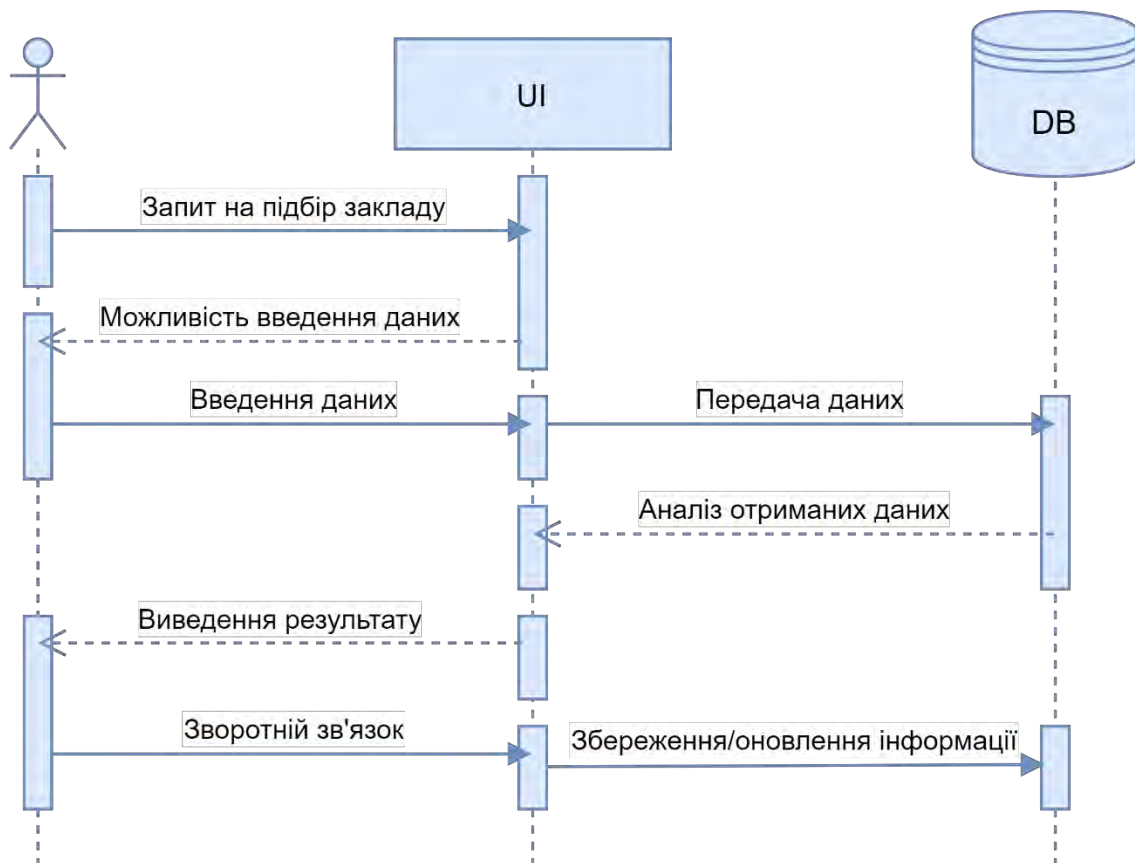 UI
DB
Запит на підбір закладу
Можливість введення даних
Введення даних
Передача даних
Аналіз отриманих даних
Виведення результату
Зворотній зв'язок
Збереження/оновлення інформації